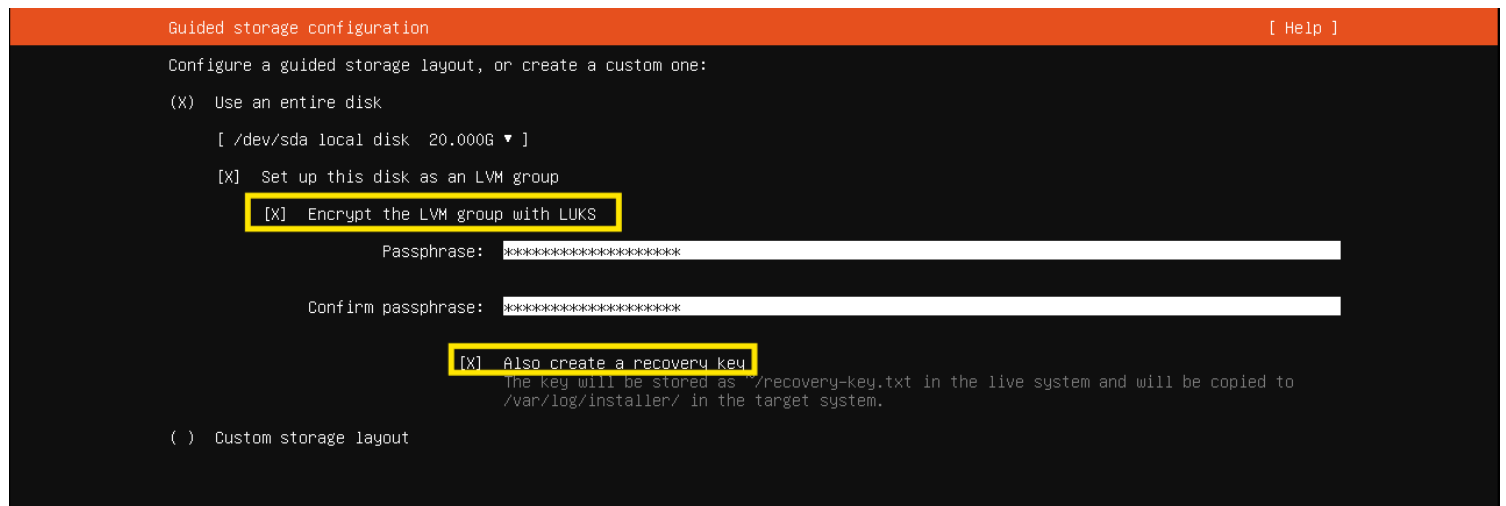 Guided storage configuration [ Help ]
Configure a guided storage layout, or create a custom one:
(X) Use an entire disk
[ /dev/sda local disk 20.000G ▾ ]
[X] Set up this disk as an LVM group
[X] Encrypt the LVM group with LUKS
Passphrase: ********************
Confirm passphrase: ********************
[X] Also create a recovery key
The key will be stored as ~/recovery-key.txt in the live system and will be copied to
/var/log/installer/ in the target system.
( ) Custom storage layout